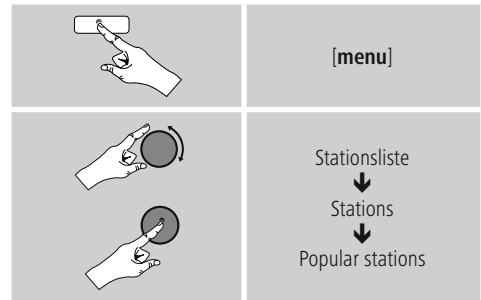 [menu]
Stationsliste
🡻
Stations
🡻
Popular stations